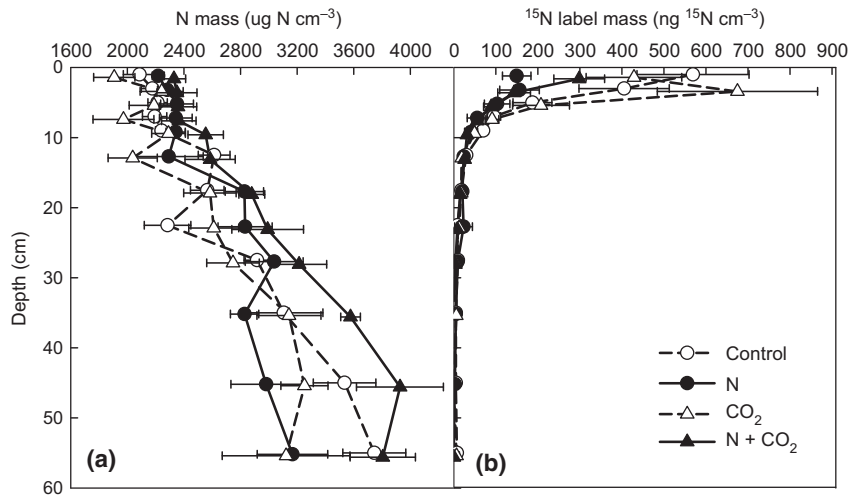 N mass (ug N cm⁻³)
¹⁵N label mass (ng ¹⁵N cm⁻³)
1600 2000 2400 2800 3200 3600 4000
0 100 200 300 400 500 600 700 800 900
0
10
20
30
40
50
60
Depth (cm)
Control
N
CO₂
N + CO₂
(a)
(b)